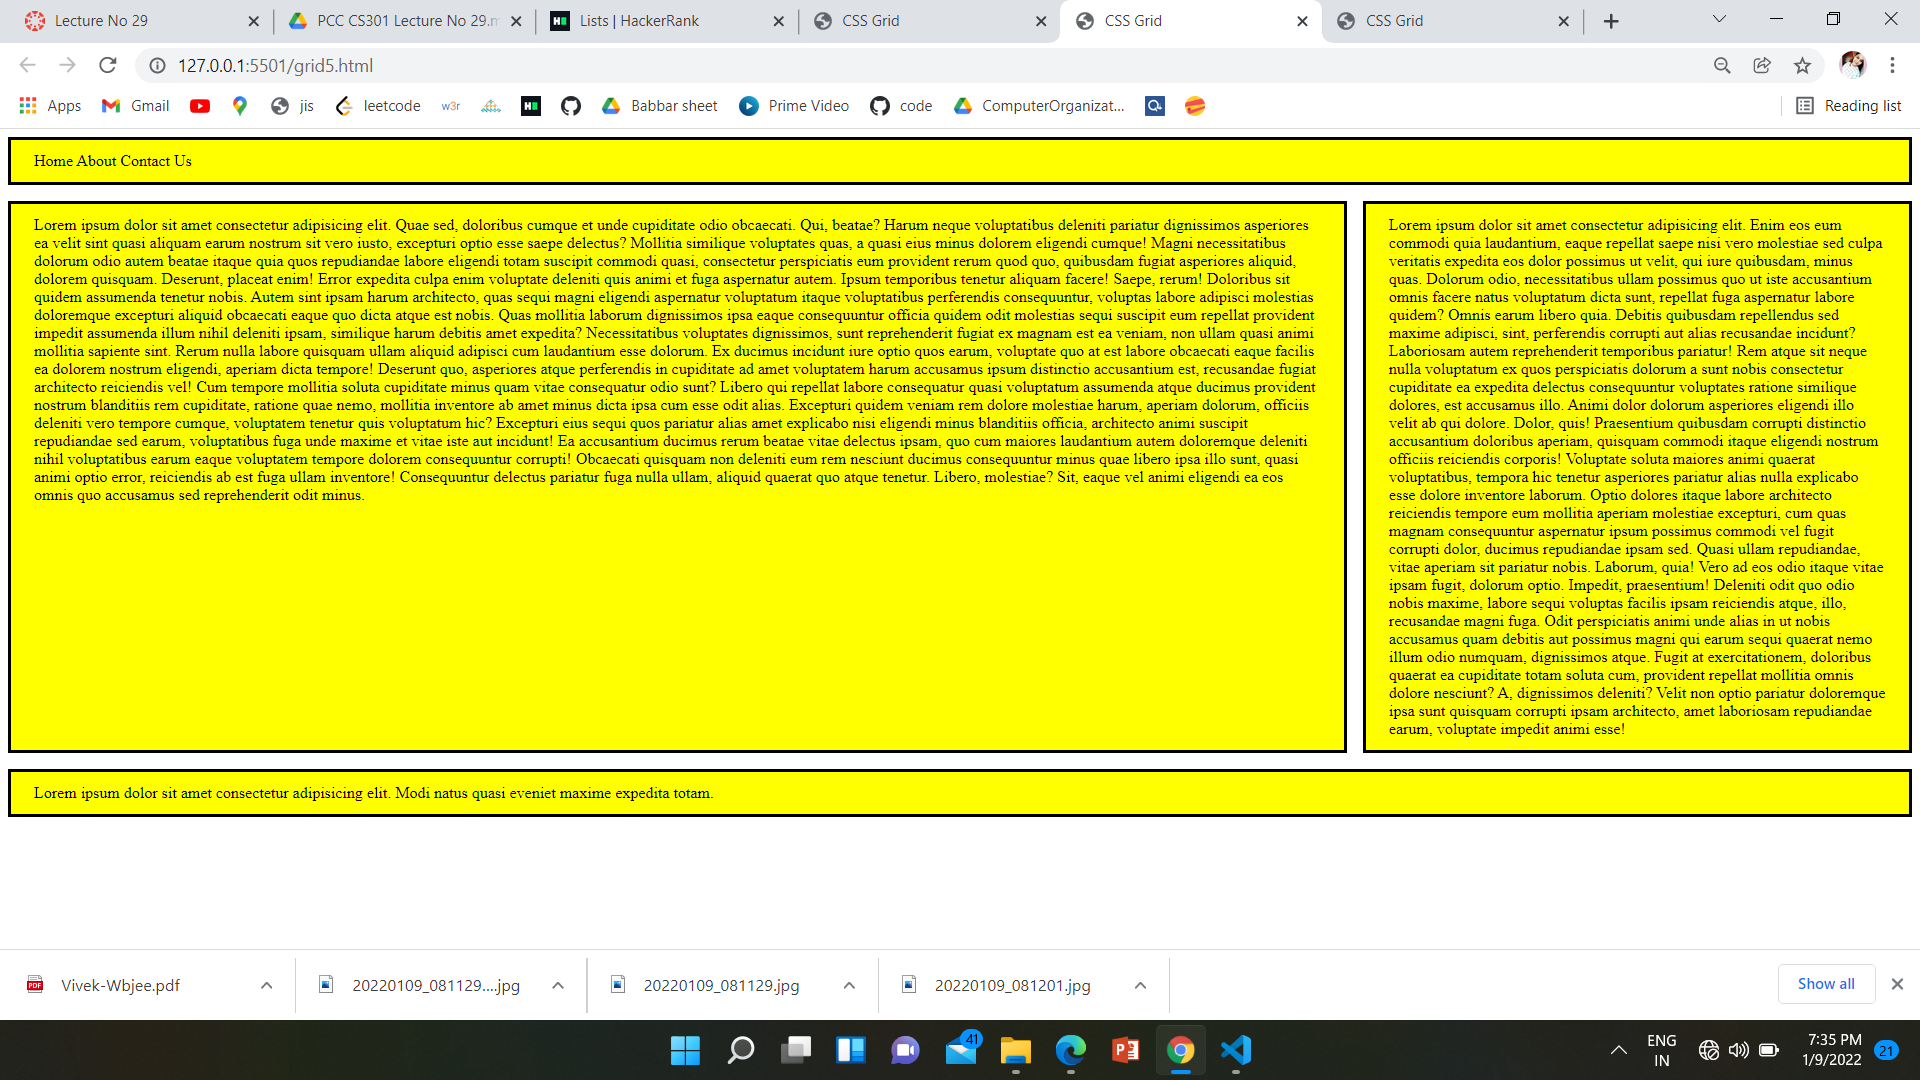 Lecture No 29
PCC CS301 Lecture No 29.m
Lists | HackerRank
CSS Grid
CSS Grid
CSS Grid
127.0.0.1:5501/grid5.html
Apps
Gmail
jis
leetcode
w3r
Babbar sheet
Prime Video
code
ComputerOrganizat...
Reading list
Home About Contact Us
Lorem ipsum dolor sit amet consectetur adipisicing elit. Quae sed, doloribus cumque et unde cupiditate odio obcaecati. Qui, beatae? Harum neque voluptatibus deleniti pariatur dignissimos asperiores
ea velit sint quasi aliquam earum nostrum sit vero iusto, excepturi optio esse saepe delectus? Mollitia similique voluptates quas, a quasi eius minus dolorem eligendi cumque! Magni necessitatibus
dolorum odio autem beatae itaque quia quos repudiandae labore eligendi totam suscipit commodi quasi, consectetur perspiciatis eum provident rerum quod quo, quibusdam fugiat asperiores aliquid,
dolorem quisquam. Deserunt, placeat enim! Error expedita culpa enim voluptate deleniti quis animi et fuga aspernatur autem. Ipsum temporibus tenetur aliquam facere! Saepe, rerum! Doloribus sit
quidem assumenda tenetur nobis. Autem sint ipsam harum architecto, quas sequi magni eligendi aspernatur voluptatum itaque voluptatibus perferendis consequuntur, voluptas labore adipisci molestias
doloremque excepturi aliquid obcaecati eaque quo dicta atque est nobis. Quas mollitia laborum dignissimos ipsa eaque consequuntur officia quidem odit molestias sequi suscipit eum repellat provident
impedit assumenda illum nihil deleniti ipsam, similique harum debitis amet expedita? Necessitatibus voluptates dignissimos, sunt reprehenderit fugiat ex magnam est ea veniam, non ullam quasi animi
mollitia sapiente sint. Rerum nulla labore quisquam ullam aliquid adipisci cum laudantium esse dolorum. Ex ducimus incidunt iure optio quos earum, voluptate quo at est labore obcaecati eaque facilis
ea dolorem nostrum eligendi, aperiam dicta tempore! Deserunt quo, asperiores atque perferendis in cupiditate ad amet voluptatem harum accusamus ipsum distinctio accusantium est, recusandae fugiat
architecto reiciendis vel! Cum tempore mollitia soluta cupiditate minus quam vitae consequatur odio sunt? Libero qui repellat labore consequatur quasi voluptatum assumenda atque ducimus provident
nostrum blanditiis rem cupiditate, ratione quae nemo, mollitia inventore ab amet minus dicta ipsa cum esse odit alias. Excepturi quidem veniam rem dolore molestiae harum, aperiam dolorum, officiis
deleniti vero tempore cumque, voluptatem tenetur quis voluptatum hic? Excepturi eius sequi quos pariatur alias amet explicabo nisi eligendi minus blanditiis officia, architecto animi suscipit
repudiandae sed earum, voluptatibus fuga unde maxime et vitae iste aut incidunt! Ea accusantium ducimus rerum beatae vitae delectus ipsam, quo cum maiores laudantium autem doloremque deleniti
nihil voluptatibus earum eaque voluptatem tempore dolorem consequuntur corrupti! Obcaecati quisquam non deleniti eum rem nesciunt ducimus consequuntur minus quae libero ipsa illo sunt, quasi
animi optio error, reiciendis ab est fuga ullam inventore! Consequuntur delectus pariatur fuga nulla ullam, aliquid quaerat quo atque tenetur. Libero, molestiae? Sit, eaque vel animi eligendi ea eos
omnis quo accusamus sed reprehenderit odit minus.
Lorem ipsum dolor sit amet consectetur adipisicing elit. Enim eos eum
commodi quia laudantium, eaque repellat saepe nisi vero molestiae sed culpa
veritatis expedita eos dolor possimus ut velit, qui iure quibusdam, minus
quas. Dolorum odio, necessitatibus ullam possimus quo ut iste accusantium
omnis facere natus voluptatum dicta sunt, repellat fuga aspernatur labore
quidem? Omnis earum libero quia. Debitis quibusdam repellendus sed
maxime adipisci, sint, perferendis corrupti aut alias recusandae incidunt?
Laboriosam autem reprehenderit temporibus pariatur! Rem atque sit neque
nulla voluptatum ex quos perspiciatis dolorum a sunt nobis consectetur
cupiditate ea expedita delectus consequuntur voluptates ratione similique
dolores, est accusamus illo. Animi dolor dolorum asperiores eligendi illo
velit ab qui dolore. Dolor, quis! Praesentium quibusdam corrupti distinctio
accusantium doloribus aperiam, quisquam commodi itaque eligendi nostrum
officiis reiciendis corporis! Voluptate soluta maiores animi quaerat
voluptatibus, tempora hic tenetur asperiores pariatur alias nulla explicabo
esse dolore inventore laborum. Optio dolores itaque labore architecto
reiciendis tempore eum mollitia aperiam molestiae excepturi, cum quas
magnam consequuntur aspernatur ipsum possimus commodi vel fugit
corrupti dolor, ducimus repudiandae ipsam sed. Quasi ullam repudiandae,
vitae aperiam sit pariatur nobis. Laborum, quia! Vero ad eos odio itaque vitae
ipsam fugit, dolorum optio. Impedit, praesentium! Deleniti odit quo odio
nobis maxime, labore sequi voluptas facilis ipsam reiciendis atque, illo,
recusandae magni fuga. Odit perspiciatis animi unde alias in ut nobis
accusamus quam debitis aut possimus magni qui earum sequi quaerat nemo
illum odio numquam, dignissimos atque. Fugit at exercitationem, doloribus
quaerat ea cupiditate totam soluta cum, provident repellat mollitia omnis
dolore nesciunt? A, dignissimos deleniti? Velit non optio pariatur doloremque
ipsa sunt quisquam corrupti ipsam architecto, amet laboriosam repudiandae
earum, voluptate impedit animi esse!
Lorem ipsum dolor sit amet consectetur adipisicing elit. Modi natus quasi eveniet maxime expedita totam.
Vivek-Wbjee.pdf
20220109_081129....jpg
20220109_081129.jpg
20220109_081201.jpg
Show all
41
ENG
IN
7:35 PM
1/9/2022
21